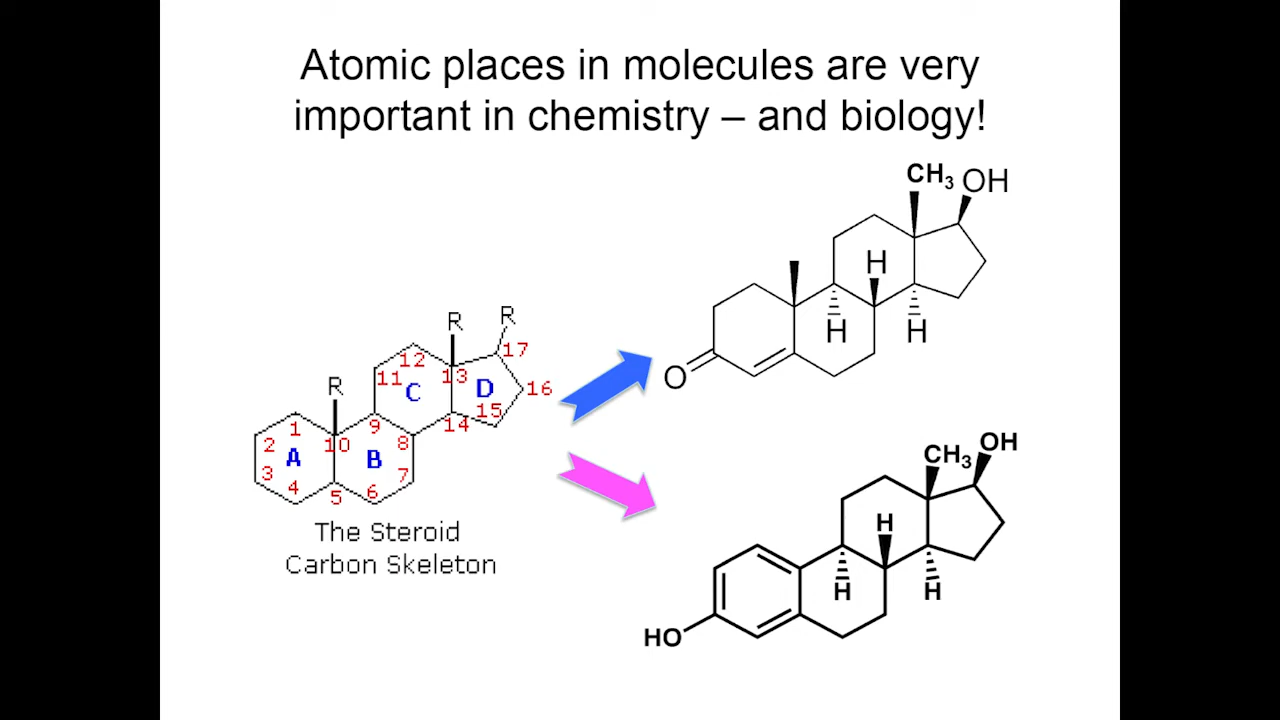 Atomic places in molecules are very
important in chemistry – and biology!
CH₃ OH
H
H H
O
R R
R
17
12
11 13 16
C D
15
9 14
1
2 10 8
A B
3 7
4 5 6
The Steroid
Carbon Skeleton
OH
CH₃
H
H H
HO